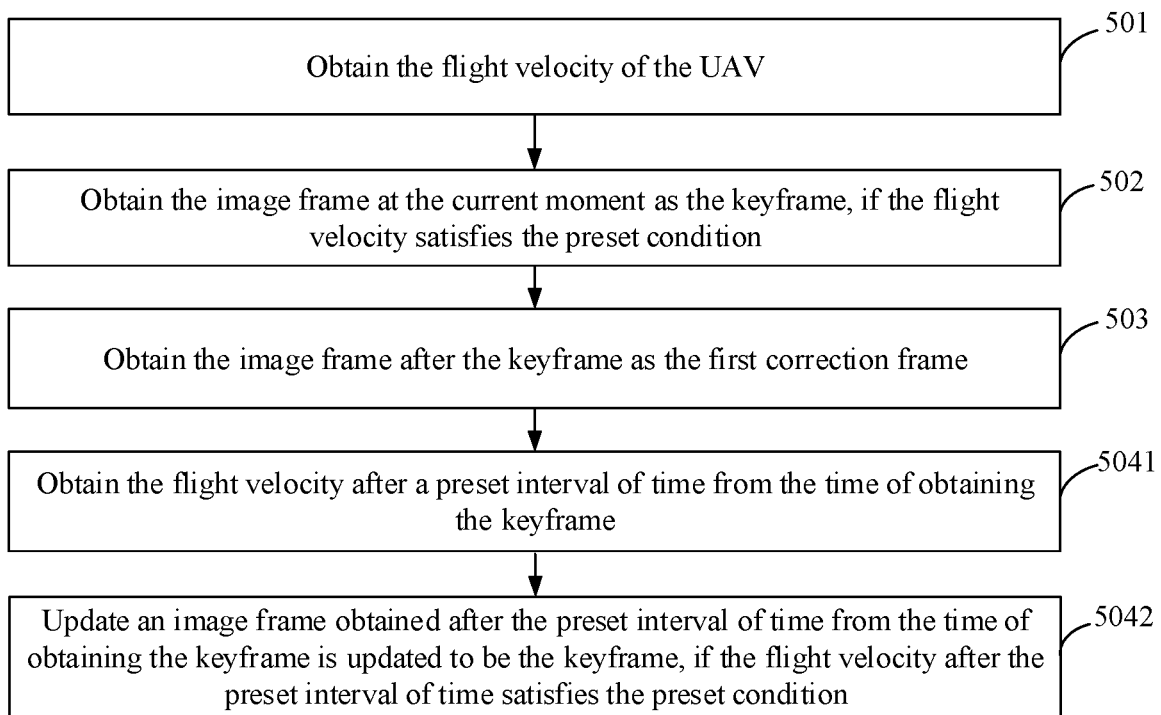 501
Obtain the flight velocity of the UAV
502
Obtain the image frame at the current moment as the keyframe, if the flight
velocity satisfies the preset condition
503
Obtain the image frame after the keyframe as the first correction frame
5041
Obtain the flight velocity after a preset interval of time from the time of obtaining
the keyframe
5042
Update an image frame obtained after the preset interval of time from the time of
obtaining the keyframe is updated to be the keyframe, if the flight velocity after the
preset interval of time satisfies the preset condition